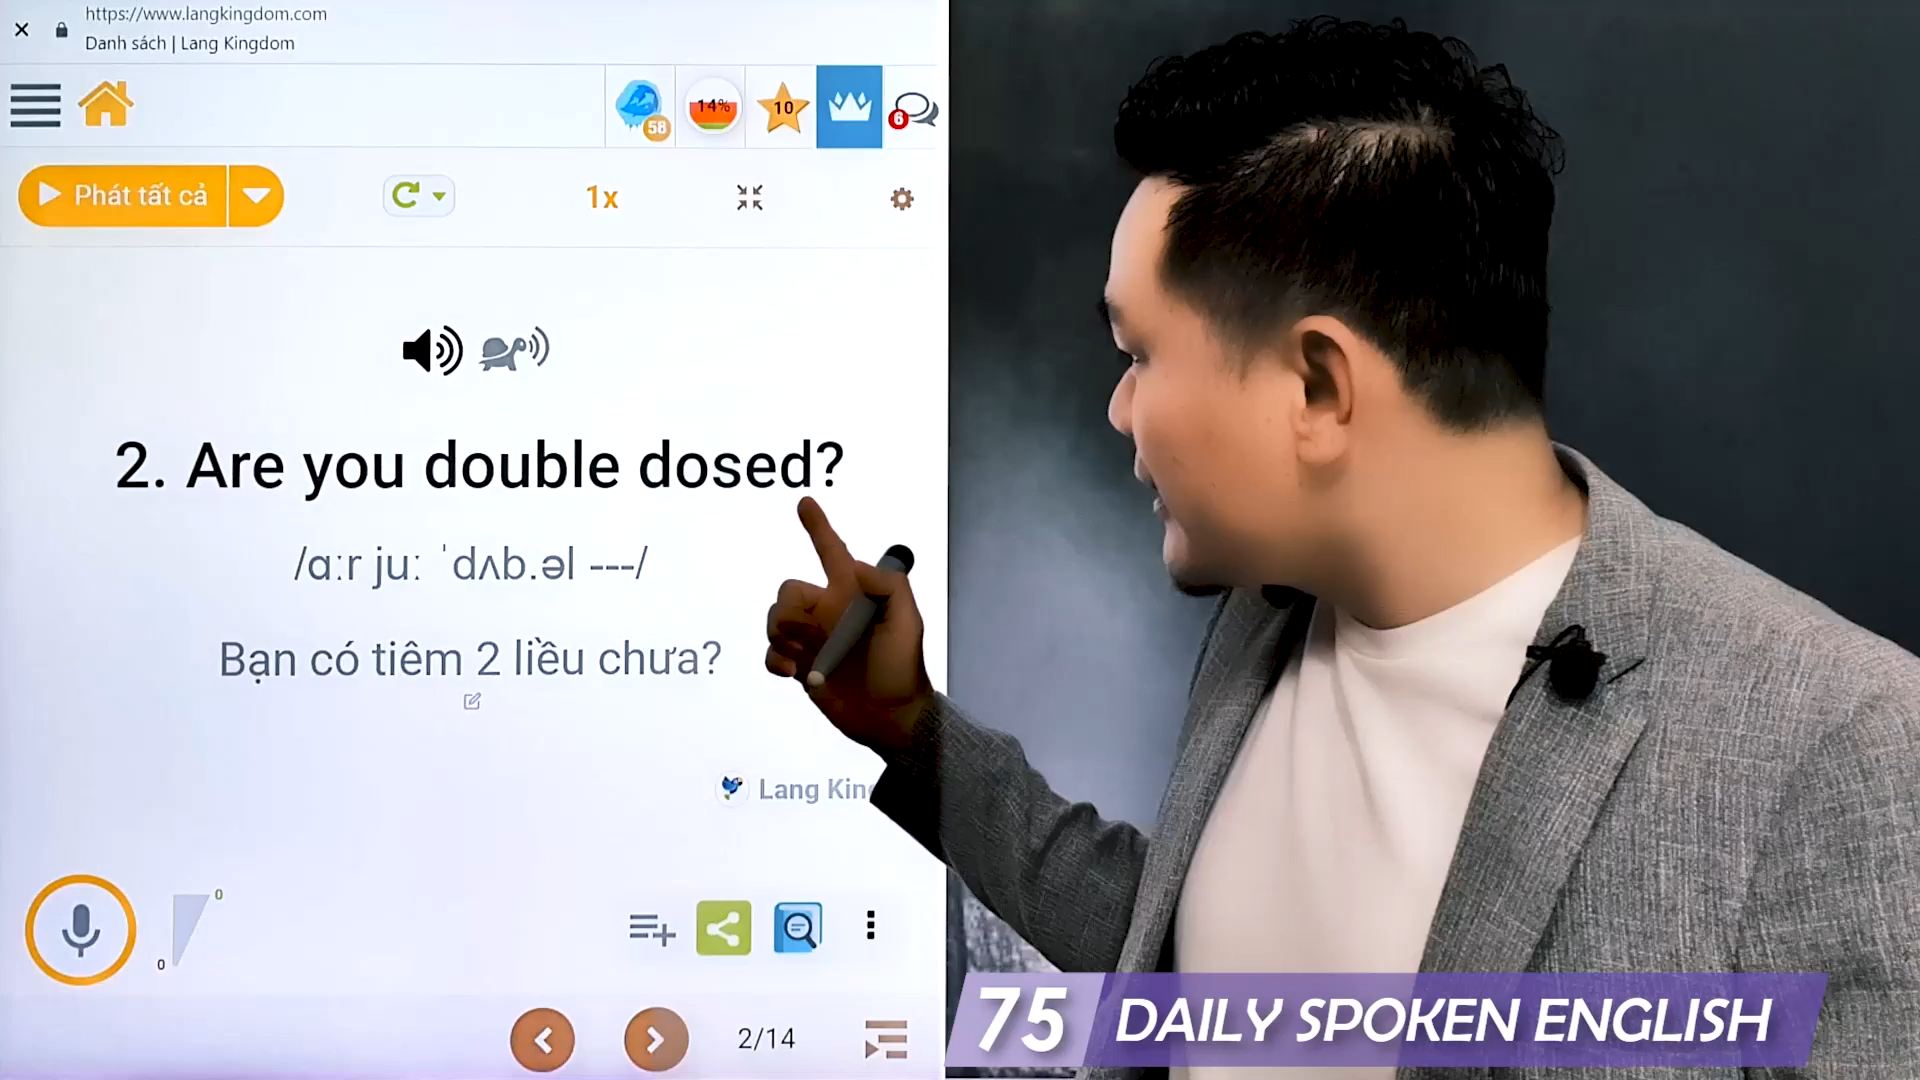 https://www.langkingdom.com
Danh sách | Lang Kingdom
58
14%
10
6
Phát tất cả
1x
2. Are you double dosed?
/ɑːr juː ˈdʌb.əl ---/
Bạn có tiêm 2 liều chưa?
Lang Kin
0
0
2/14
75 DAILY SPOKEN ENGLISH